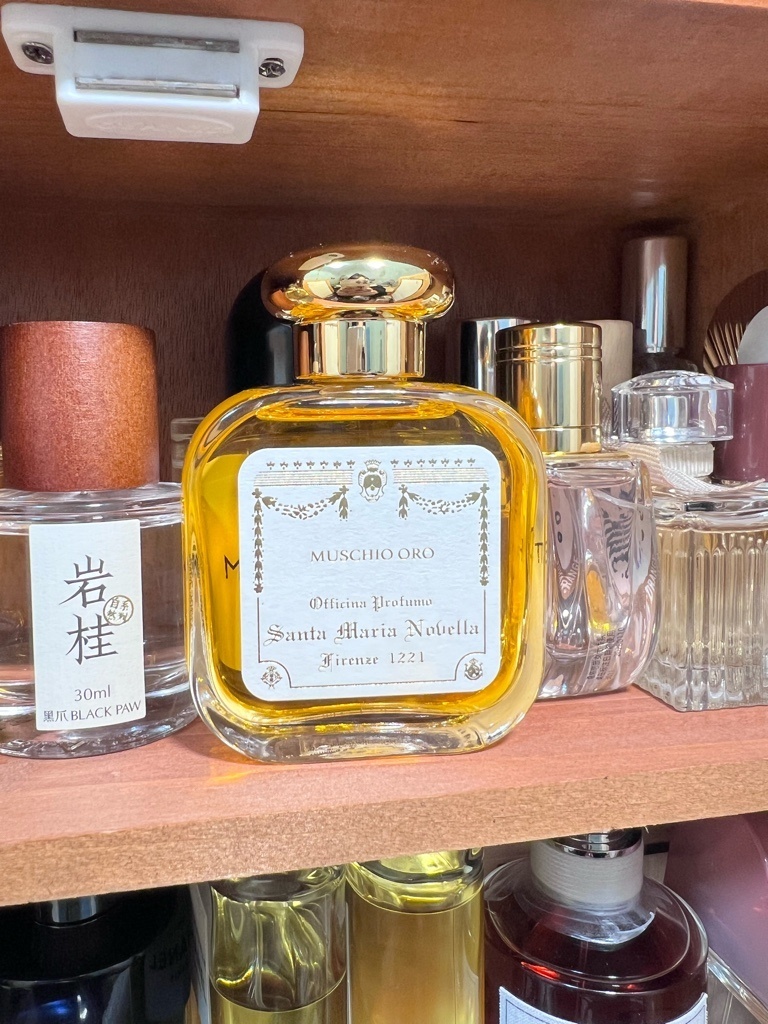 岩桂
30ml
黑爪 BLACK PAW
MUSCHIO ORO
Officina Profumo
Santa Maria Novella
Firenze 1221